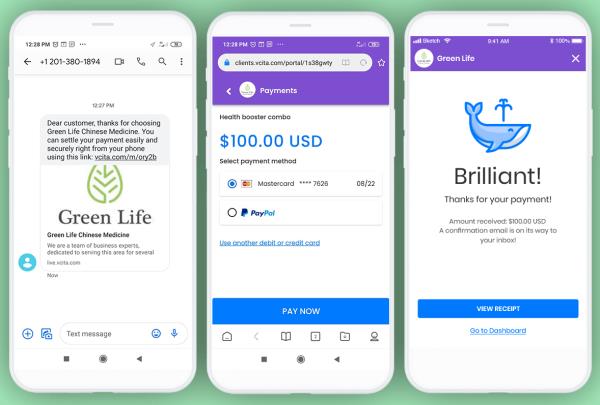 12:28 PM
+1 201-380-1894
12:27 PM
Dear customer, thanks for choosing
Green Life Chinese Medicine. You
can settle your payment easily and
securely right from your phone
using this link: vcita.com/m/ory2b
Green Life
Green Life Chinese Medicine
We are a team of business experts,
dedicated to serving this area for several
live.vcita.com
Now
Text message
12:28 PM
clients.vcita.com/portal/1s38gwty
Payments
Health booster combo
$100.00 USD
Select payment method
Mastercard **** 7626 08/22
PayPal
Use another debit or credit card
PAY NOW
Sketch 9:41 AM 100%
Green Life
Brilliant!
Thanks for your payment!
Amount received: $100.00 USD
A confirmation email is on its way to
your inbox!
VIEW RECEIPT
Go to Dashboard